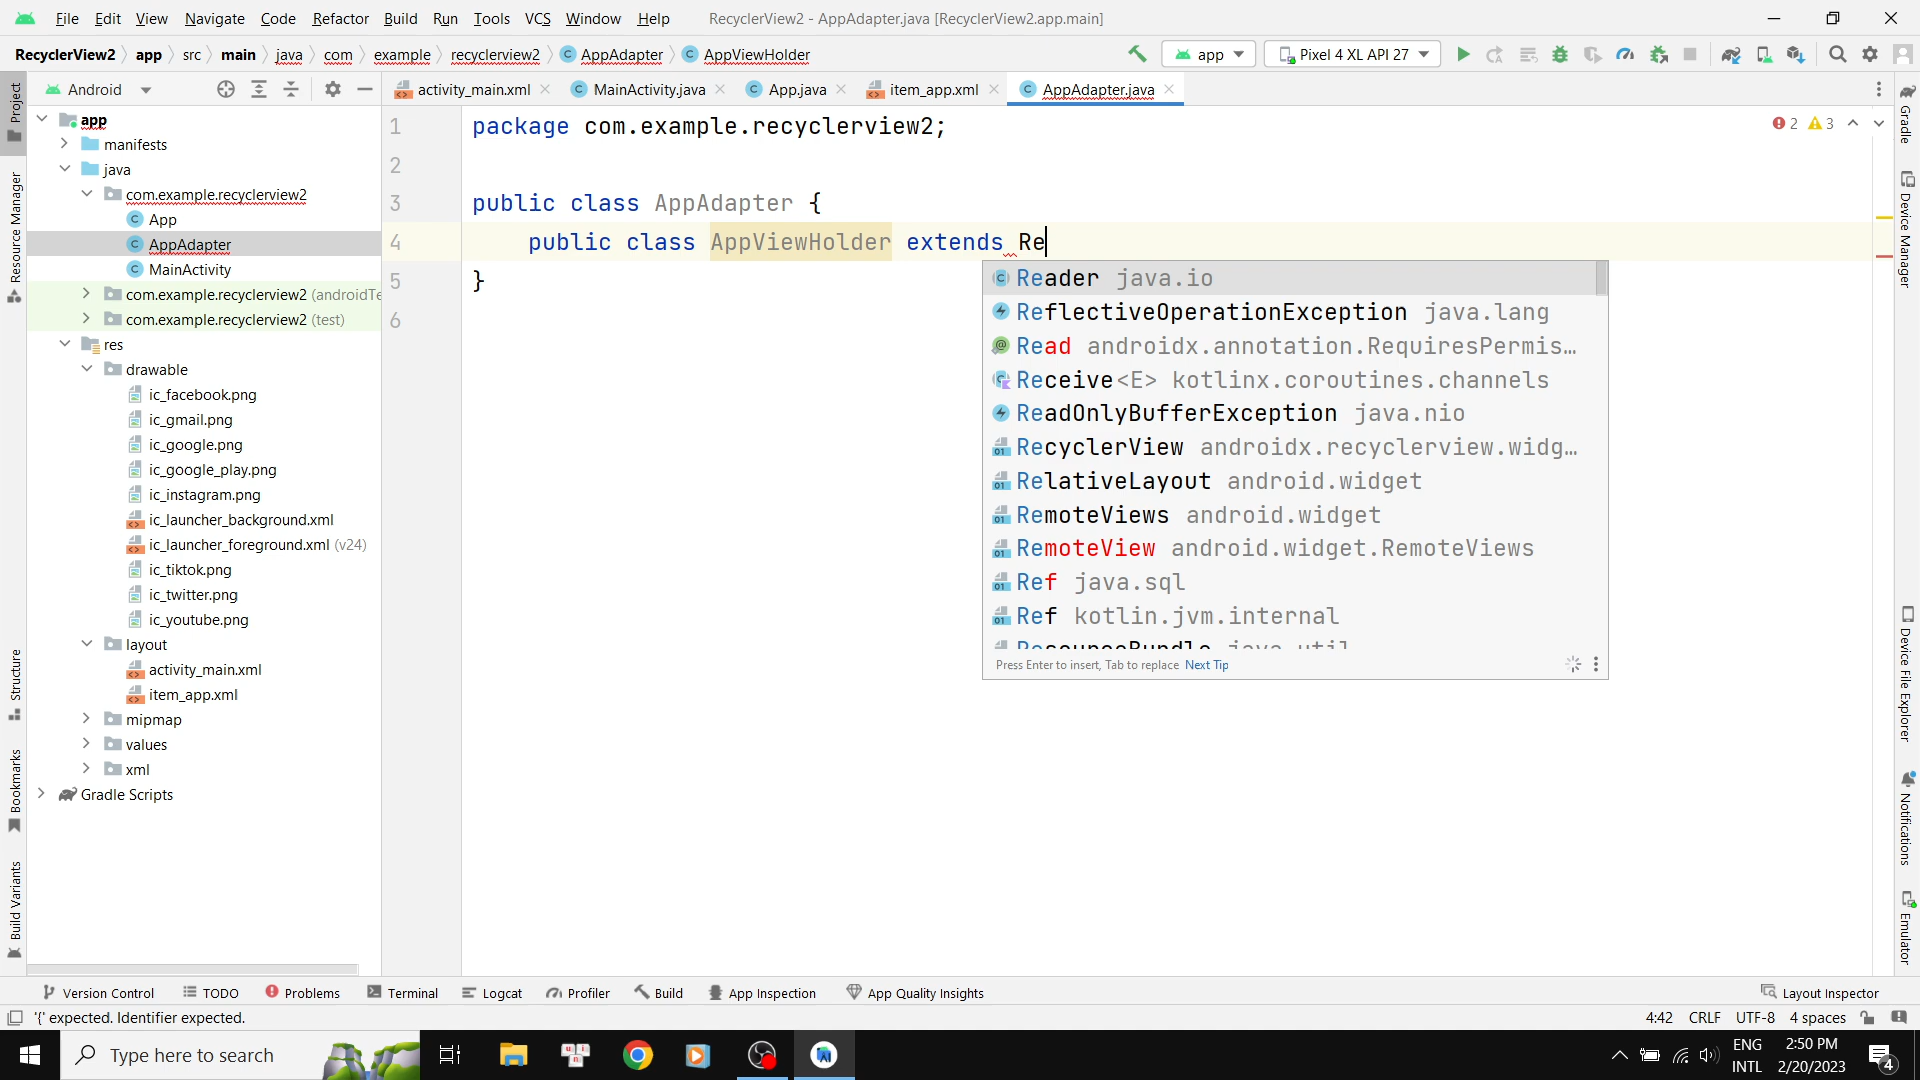 File Edit View Navigate Code Refactor Build Run Tools VCS Window Help RecyclerView2 - AppAdapter.java [RecyclerView2.app.main]
RecyclerView2 app src main java com example recyclerview2 AppAdapter AppViewHolder app Pixel 4 XL API 27
Android activity_main.xml MainActivity.java App.java item_app.xml AppAdapter.java
Project
Resource Manager
Structure
Bookmarks
Build Variants
app
manifests
java
com.example.recyclerview2
App
AppAdapter
MainActivity
com.example.recyclerview2 (androidTe
com.example.recyclerview2 (test)
res
drawable
ic_facebook.png
ic_gmail.png
ic_google.png
ic_google_play.png
ic_instagram.png
ic_launcher_background.xml
ic_launcher_foreground.xml (v24)
ic_tiktok.png
ic_twitter.png
ic_youtube.png
layout
activity_main.xml
item_app.xml
mipmap
values
xml
Gradle Scripts
1 package com.example.recyclerview2;
2
3 public class AppAdapter {
4 public class AppViewHolder extends Re
5 }
6
2 3
Reader java.io
ReflectiveOperationException java.lang
Read androidx.annotation.RequiresPermis...
Receive<E> kotlinx.coroutines.channels
ReadOnlyBufferException java.nio
RecyclerView androidx.recyclerview.widg...
RelativeLayout android.widget
RemoteViews android.widget
RemoteView android.widget.RemoteViews
Ref java.sql
Ref kotlin.jvm.internal
ResourceBundle java.util
Press Enter to insert, Tab to replace Next Tip
Gradle
Device Manager
Device File Explorer
Notifications
Emulator
Version Control TODO Problems Terminal Logcat Profiler Build App Inspection App Quality Insights Layout Inspector
'{' expected. Identifier expected. 4:42 CRLF UTF-8 4 spaces
Type here to search
ENG
INTL
2:50 PM
2/20/2023
4